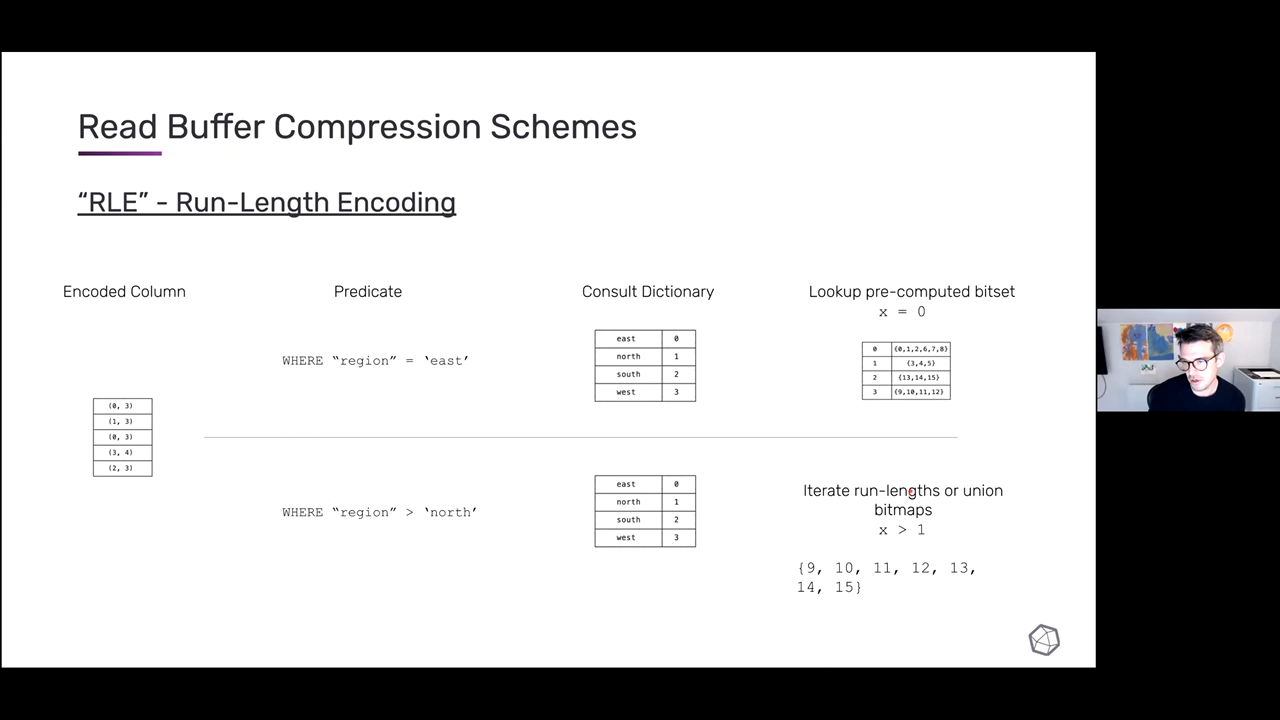 Read Buffer Compression Schemes
“RLE” - Run-Length Encoding
Encoded Column
(0, 3)
(1, 3)
(0, 3)
(3, 4)
(2, 3)
Predicate
WHERE “region” = ‘east’
WHERE “region” > ‘north’
Consult Dictionary
east 0
north 1
south 2
west 3
east 0
north 1
south 2
west 3
Lookup pre-computed bitset
x = 0
0 {0,1,2,6,7,8}
1 {3,4,5}
2 {13,14,15}
3 {9,10,11,12}
Iterate run-lengths or union
bitmaps
x > 1
{9, 10, 11, 12, 13,
14, 15}